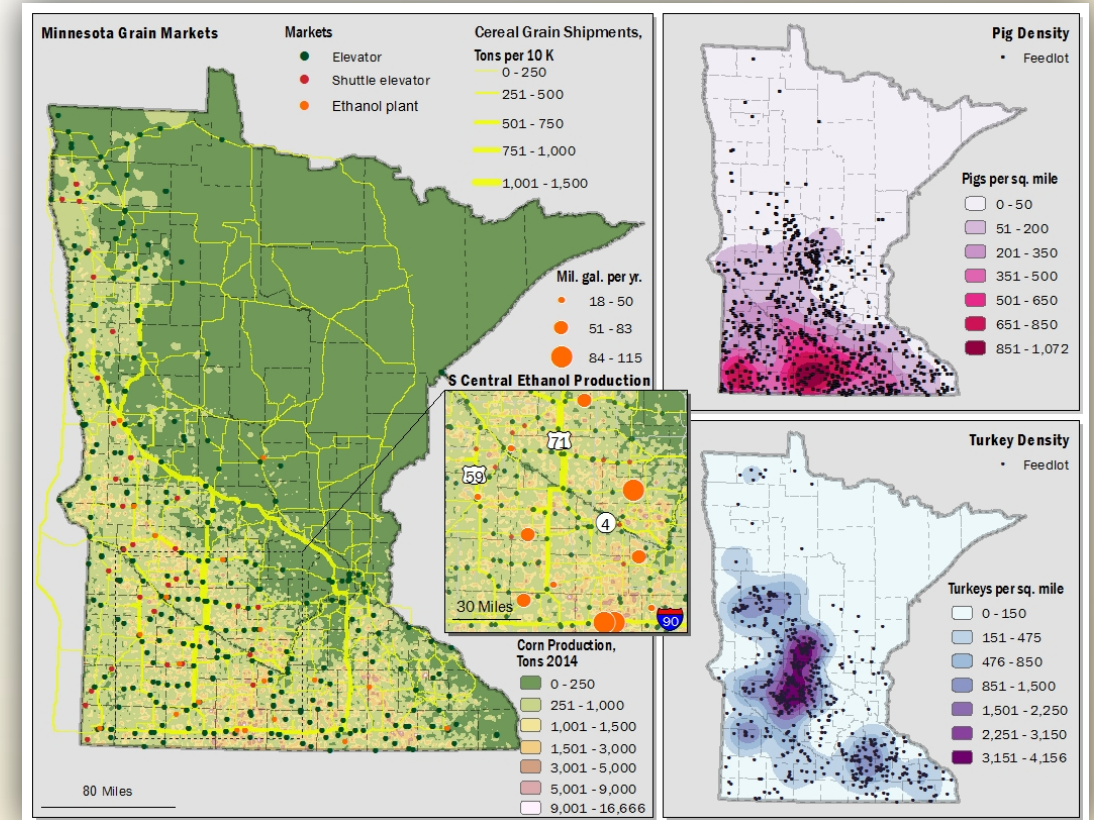 Minnesota Grain Markets
Markets
Elevator
Shuttle elevator
Ethanol plant
Cereal Grain Shipments,
Tons per 10 K
0 - 250
251 - 500
501 - 750
751 - 1,000
1,001 - 1,500
Mil. gal. per yr.
18 - 50
51 - 83
84 - 115
S Central Ethanol Production
71
59
4
30 Miles
90
Corn Production,
Tons 2014
0 - 250
251 - 1,000
1,001 - 1,500
1,501 - 3,000
3,001 - 5,000
5,001 - 9,000
9,001 - 16,666
80 Miles
Pig Density
Feedlot
Pigs per sq. mile
0 - 50
51 - 200
201 - 350
351 - 500
501 - 650
651 - 850
851 - 1,072
Turkey Density
Feedlot
Turkeys per sq. mile
0 - 150
151 - 475
476 - 850
851 - 1,500
1,501 - 2,250
2,251 - 3,150
3,151 - 4,156